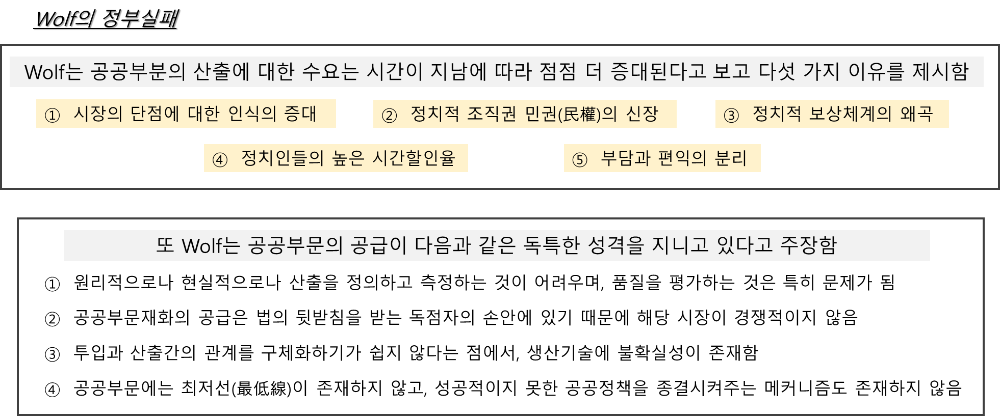 Wolf의 정부실패
Wolf는 공공부분의 산출에 대한 수요는 시간이 지남에 따라 점점 더 증대된다고 보고 다섯 가지 이유를 제시함
① 시장의 단점에 대한 인식의 증대 ② 정치적 조직권 민권(民權)의 신장 ③ 정치적 보상체계의 왜곡
④ 정치인들의 높은 시간할인율 ⑤ 부담과 편익의 분리
또 Wolf는 공공부문의 공급이 다음과 같은 독특한 성격을 지니고 있다고 주장함
① 원리적으로나 현실적으로나 산출을 정의하고 측정하는 것이 어려우며, 품질을 평가하는 것은 특히 문제가 됨
② 공공부문재화의 공급은 법의 뒷받침을 받는 독점자의 손안에 있기 때문에 해당 시장이 경쟁적이지 않음
③ 투입과 산출간의 관계를 구체화하기가 쉽지 않다는 점에서, 생산기술에 불확실성이 존재함
④ 공공부문에는 최저선(最低線)이 존재하지 않고, 성공적이지 못한 공공정책을 종결시켜주는 메커니즘도 존재하지 않음